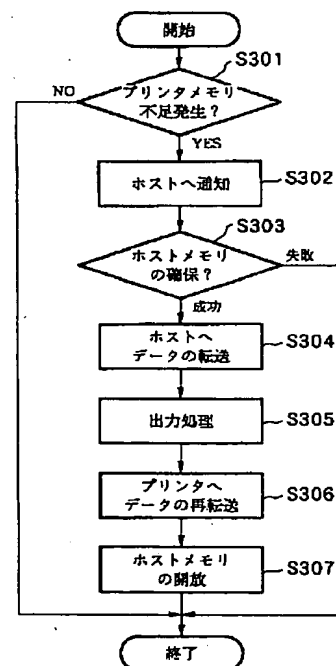 開始
S301
NO
プリンタメモリ
不足発生?
YES
S302
ホストへ通知
S303
ホストメモリ
の確保?
失敗
成功
S304
ホストへ
データの転送
S305
出力処理
S306
プリンタへ
データの再転送
S307
ホストメモリ
の開放
終了